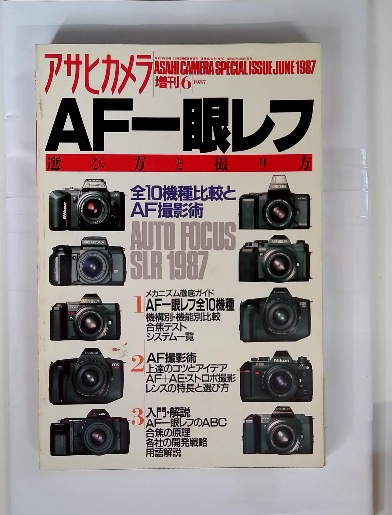 アサヒカメラ
ASAHI CAMERA SPECIAL ISSUE JUNE 1987
増刊 6 1987
AF一眼レフ
選び方と撮り方
全10機種比較と
AF撮影術
AUTO FOCUS
SLR 1987
1 メカニズム徹底ガイド
AF一眼レフ全10機種
機構別・機能別比較
合焦テスト
システム一覧
2 AF撮影術
上達のコツとアイデア
AF+AE・ストロボ撮影
レンズの特長と選び方
3 入門・解説
AF一眼レフのABC
合焦の原理
各社の開発戦略
用語解説
Nikon
Nikon
EOS